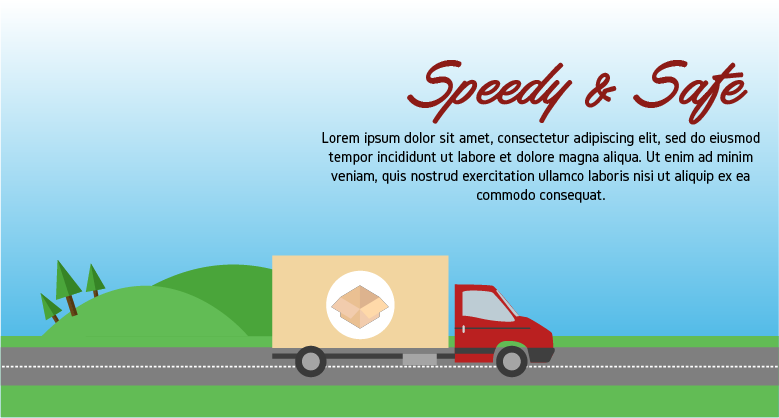 Speedy & Safe
Lorem ipsum dolor sit amet, consectetur adipiscing elit, sed do eiusmod
tempor incididunt ut labore et dolore magna aliqua. Ut enim ad minim
veniam, quis nostrud exercitation ullamco laboris nisi ut aliquip ex ea
commodo consequat.